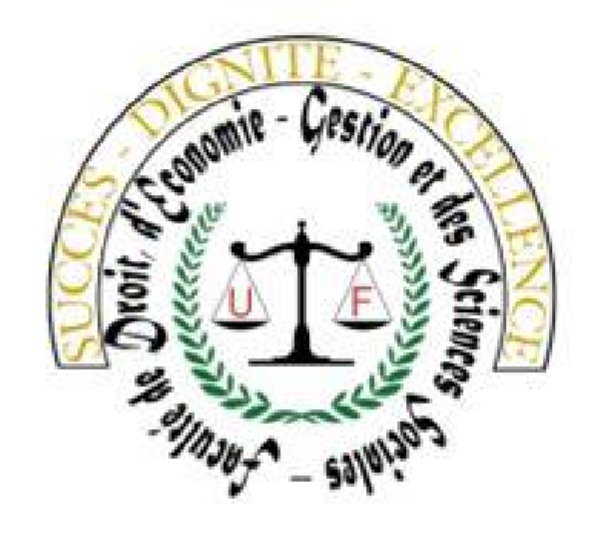 SUCCES - DIGNITE - EXCELLENCE
Faculté de Droit, d'Economie - Gestion et des Sciences Sociales -
U F